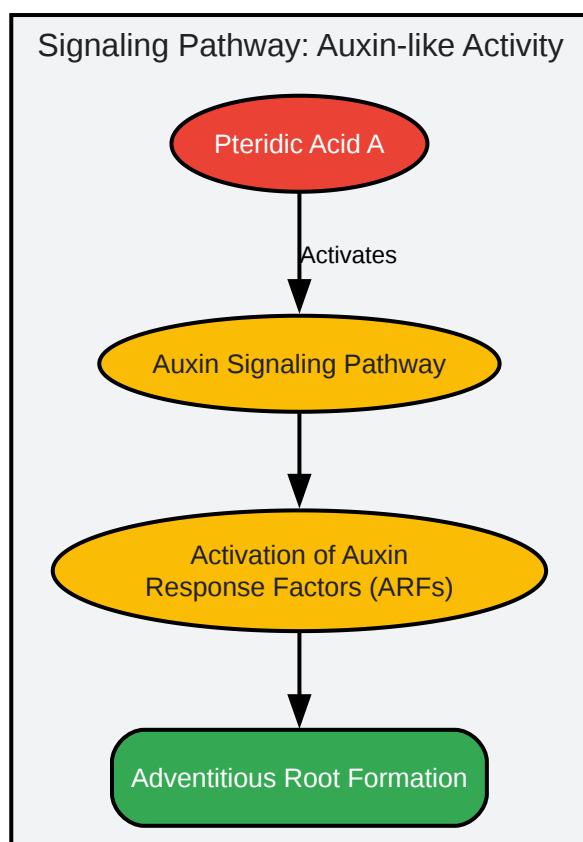 Signaling Pathway: Auxin-like Activity
Pteridic Acid A
Activates
Auxin Signaling Pathway
Activation of Auxin
Response Factors (ARFs)
Adventitious Root Formation